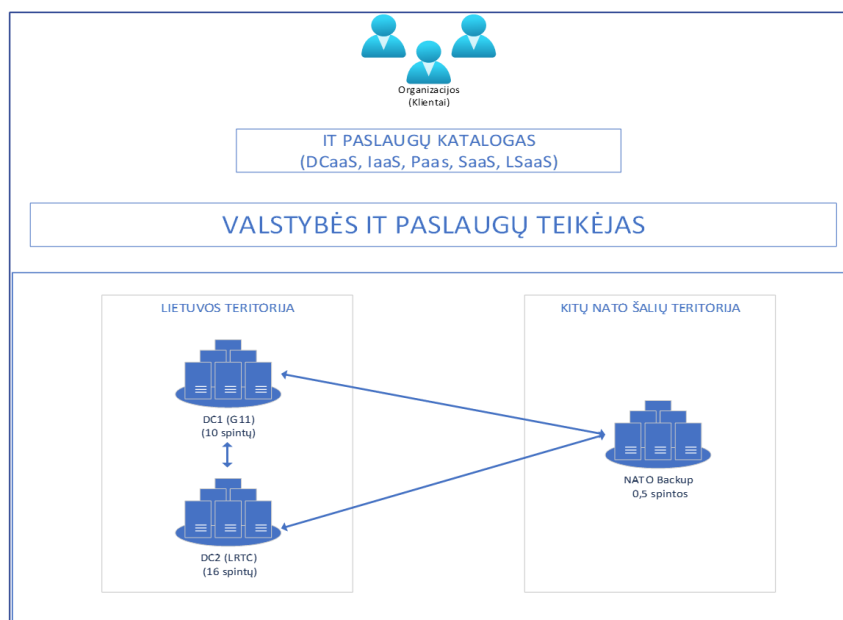 Organizacijos
(Klientai)
IT PASLAUGŲ KATALOGAS
(DCaaS, IaaS, Paas, SaaS, LSaaS)
VALSTYBĖS IT PASLAUGŲ TEIKĖJAS
LIETUVOS TERITORIJA
DC1 (G11)
(10 spintų)
DC2 (LRTC)
(16 spintų)
KITŲ NATO ŠALIŲ TERITORIJA
NATO Backup
0,5 spintos